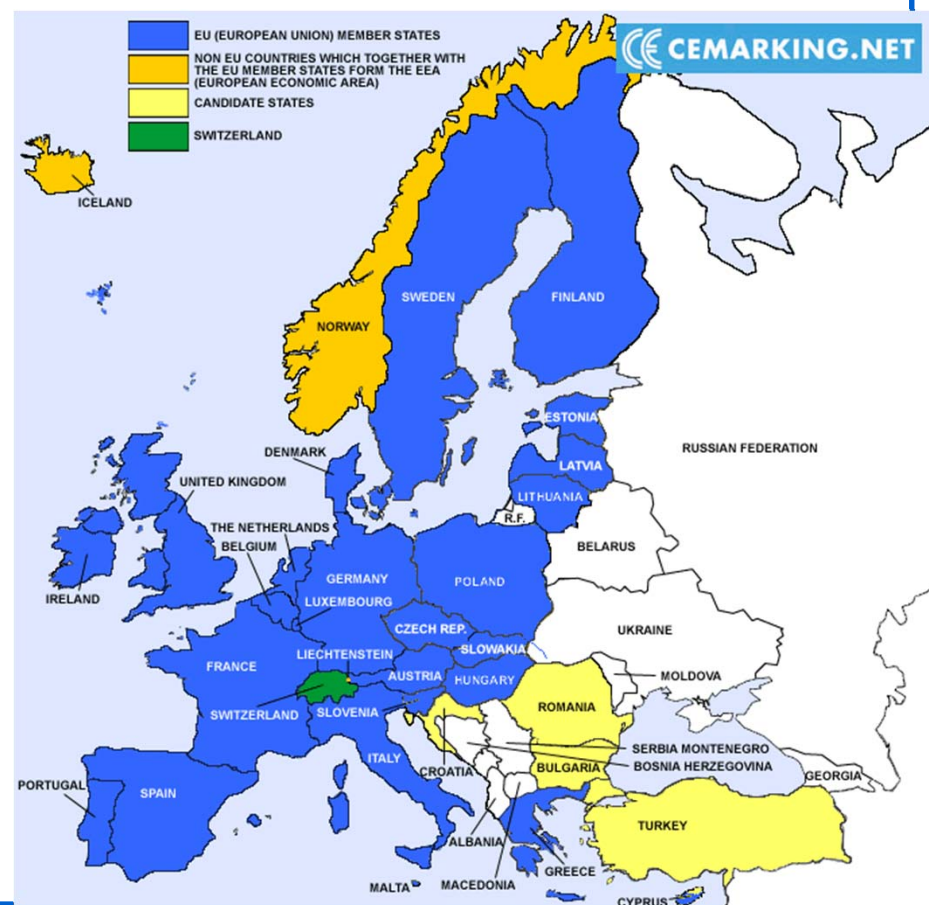 EU (EUROPEAN UNION) MEMBER STATES
NON EU COUNTRIES WHICH TOGETHER WITH
THE EU MEMBER STATES FORM THE EEA
(EUROPEAN ECONOMIC AREA)
CANDIDATE STATES
SWITZERLAND
CE CEMARKING.NET
ICELAND
SWEDEN
FINLAND
NORWAY
ESTONIA
RUSSIAN FEDERATION
DENMARK
LATVIA
UNITED KINGDOM
LITHUANIA
R.F.
THE NETHERLANDS
BELGIUM
BELARUS
GERMANY
POLAND
IRELAND
LUXEMBOURG
CZECH REP.
UKRAINE
SLOWAKIA
LIECHTENSTEIN
FRANCE
AUSTRIA
HUNGARY
MOLDOVA
ROMANIA
SWITZERLAND
SLOVENIA
SERBIA MONTENEGRO
ITALY
BOSNIA HERZEGOVINA
CROATIA
BULGARIA
GEORGIA
PORTUGAL
SPAIN
TURKEY
ALBANIA
GREECE
MALTA
MACEDONIA
CYPRUS